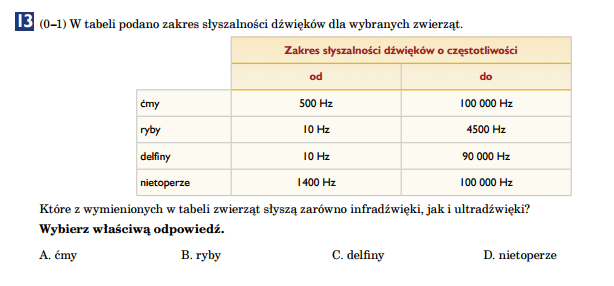 13 (0–1) W tabeli podano zakres słyszalności dźwięków dla wybranych zwierząt.
Zakres słyszalności dźwięków o częstotliwości
od do
ćmy 500 Hz 100 000 Hz
ryby 10 Hz 4500 Hz
delfiny 10 Hz 90 000 Hz
nietoperze 1400 Hz 100 000 Hz
Które z wymienionych w tabeli zwierząt słyszą zarówno infradźwięki, jak i ultradźwięki?
Wybierz właściwą odpowiedź.
A. ćmy B. ryby C. delfiny D. nietoperze